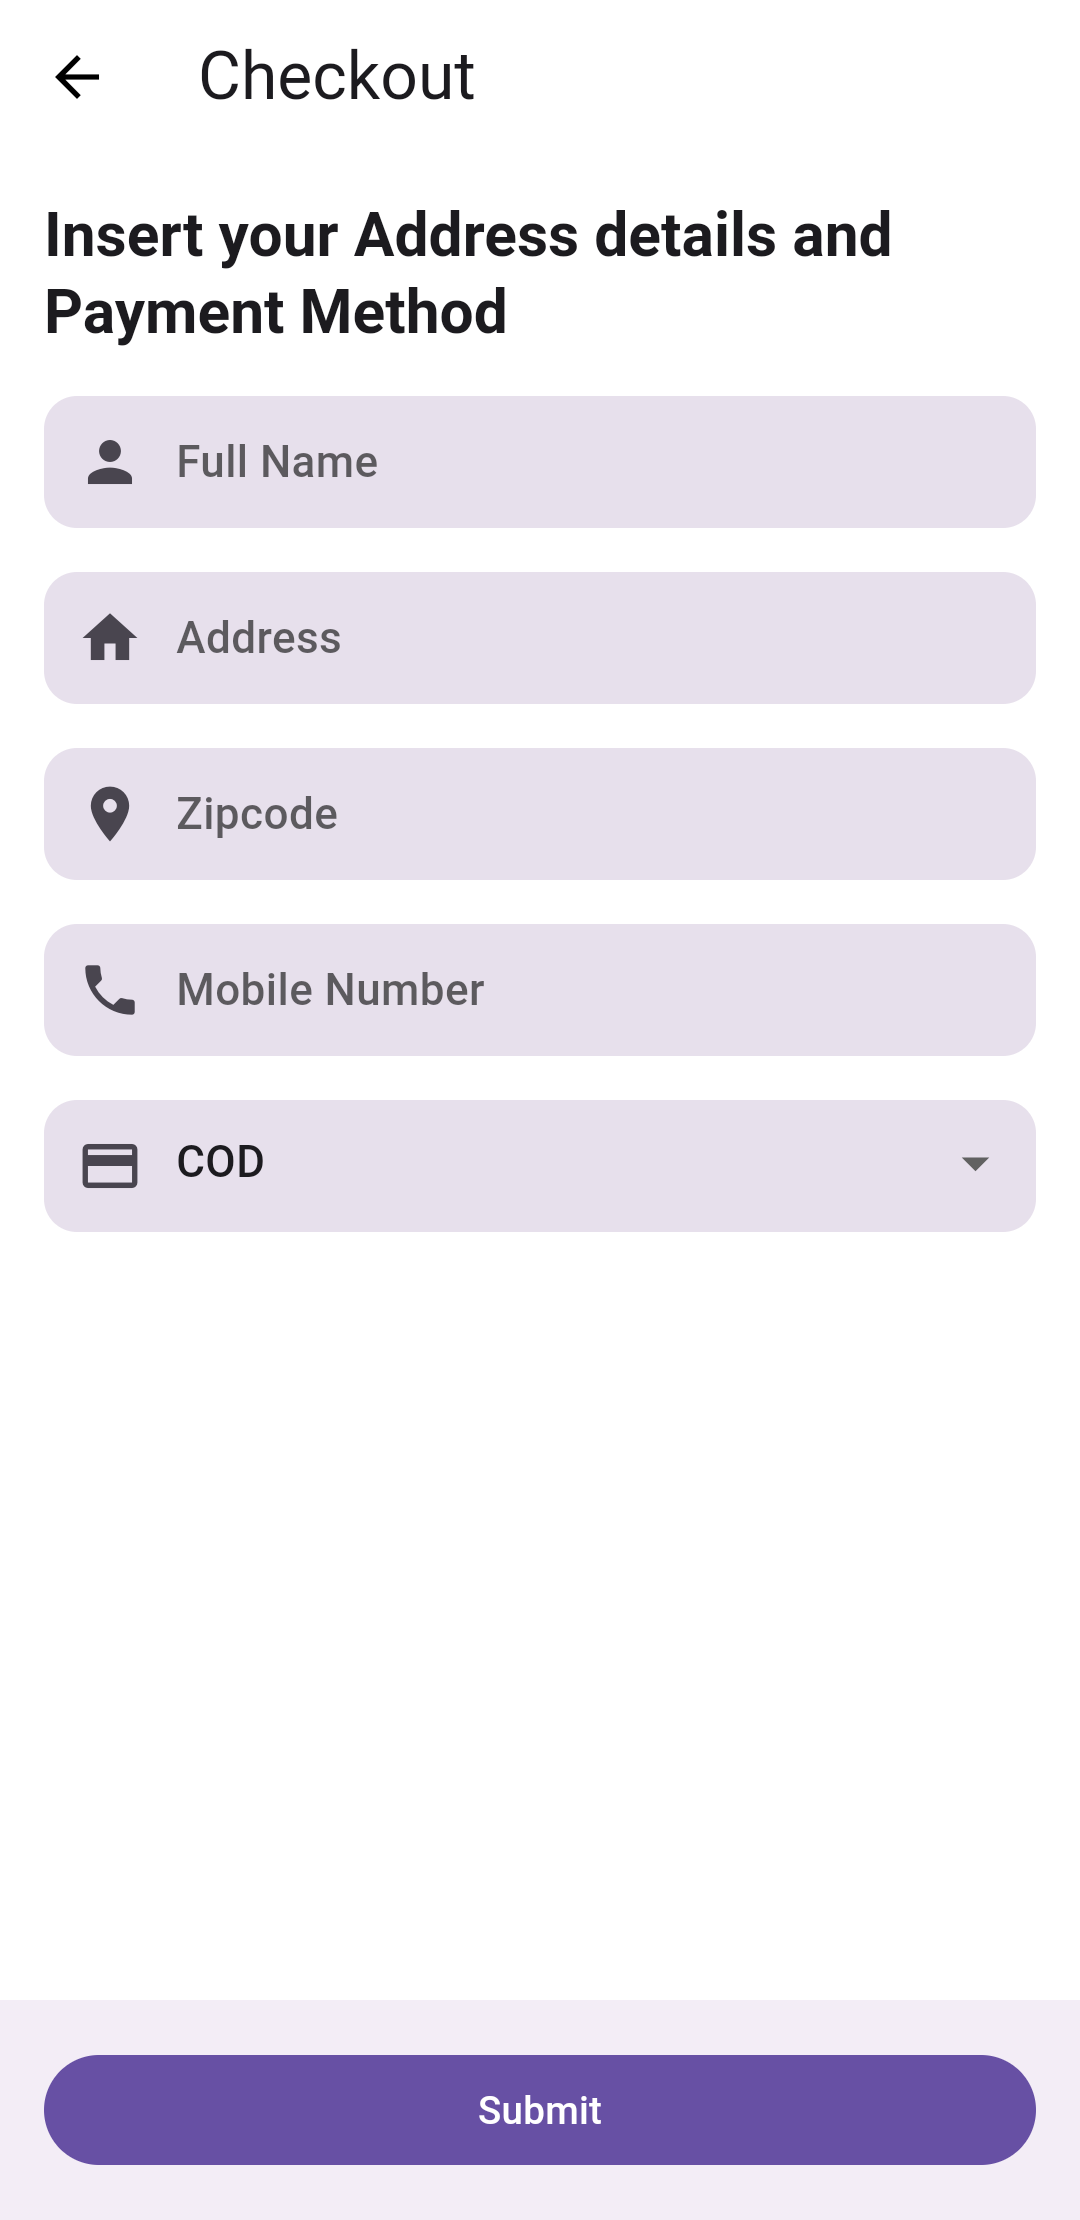 Checkout
Insert your Address details and
Payment Method
Full Name
Address
Zipcode
Mobile Number
COD
Submit